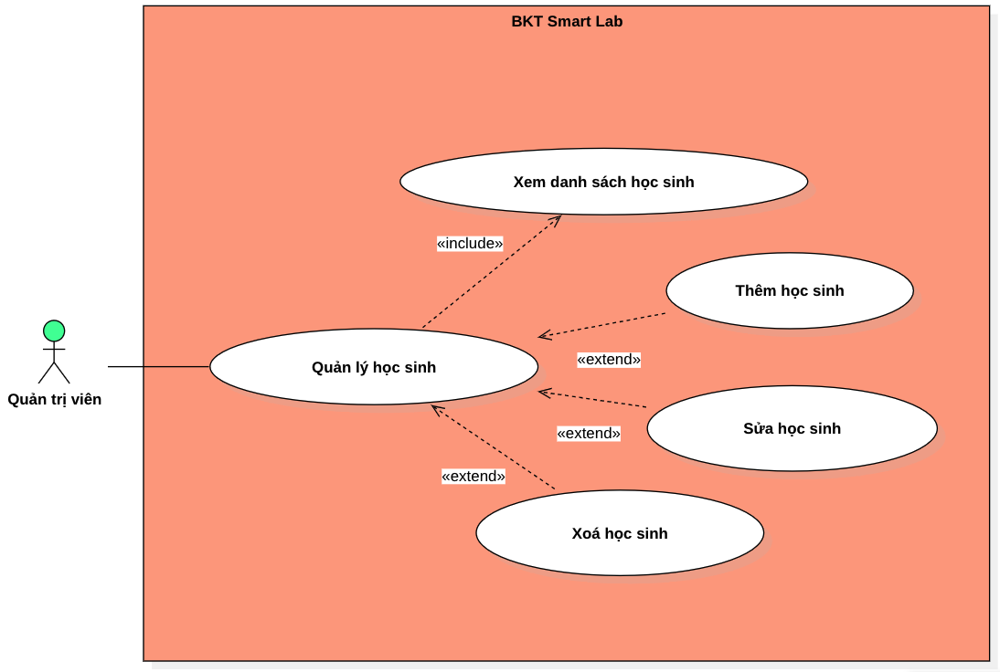 BKT Smart Lab
Xem danh sách học sinh
«include»
Thêm học sinh
«extend»
Quản lý học sinh
Quản trị viên
«extend»
Sửa học sinh
«extend»
Xoá học sinh